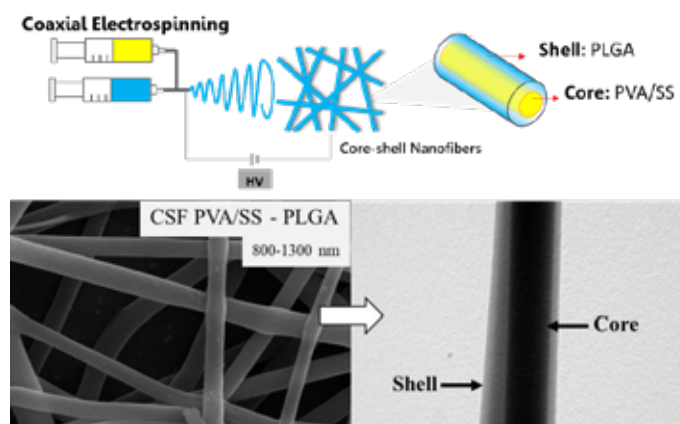 Coaxial Electrospinning
Shell: PLGA
Core: PVA/SS
Core-shell Nanofibers
HV
CSF PVA/SS - PLGA
800-1300 nm
Core
Shell